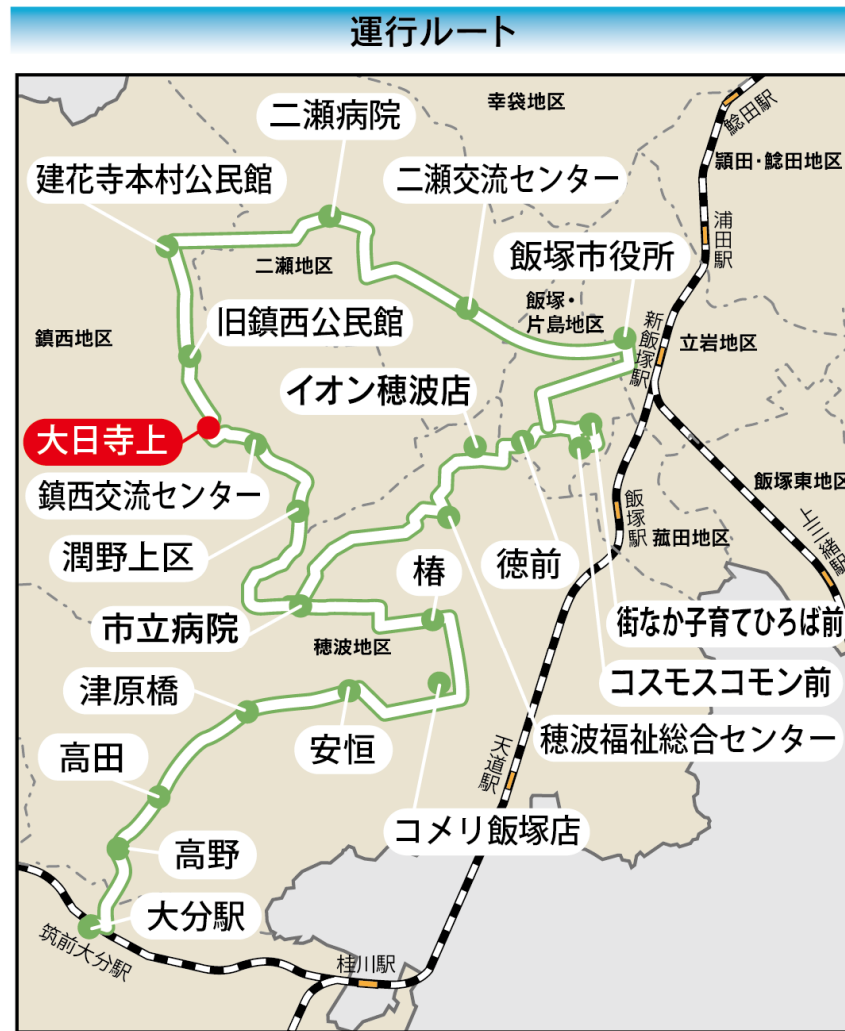 運行ルート
幸袋地区
鯰田駅
二瀬病院
頴田・鯰田地区
建花寺本村公民館
二瀬交流センター
浦田駅
飯塚市役所
二瀬地区
飯塚・
片島地区
旧鎮西公民館
鎮西地区
新飯塚駅
立岩地区
イオン穂波店
大日寺上
飯塚東地区
鎮西交流センター
飯塚駅
上三緒駅
菰田地区
潤野上区
椿
徳前
市立病院
街なか子育てひろば前
穂波地区
コスモスコモン前
津原橋
安恒
穂波福祉総合センター
天道駅
高田
コメリ飯塚店
高野
大分駅
筑前大分駅
桂川駅